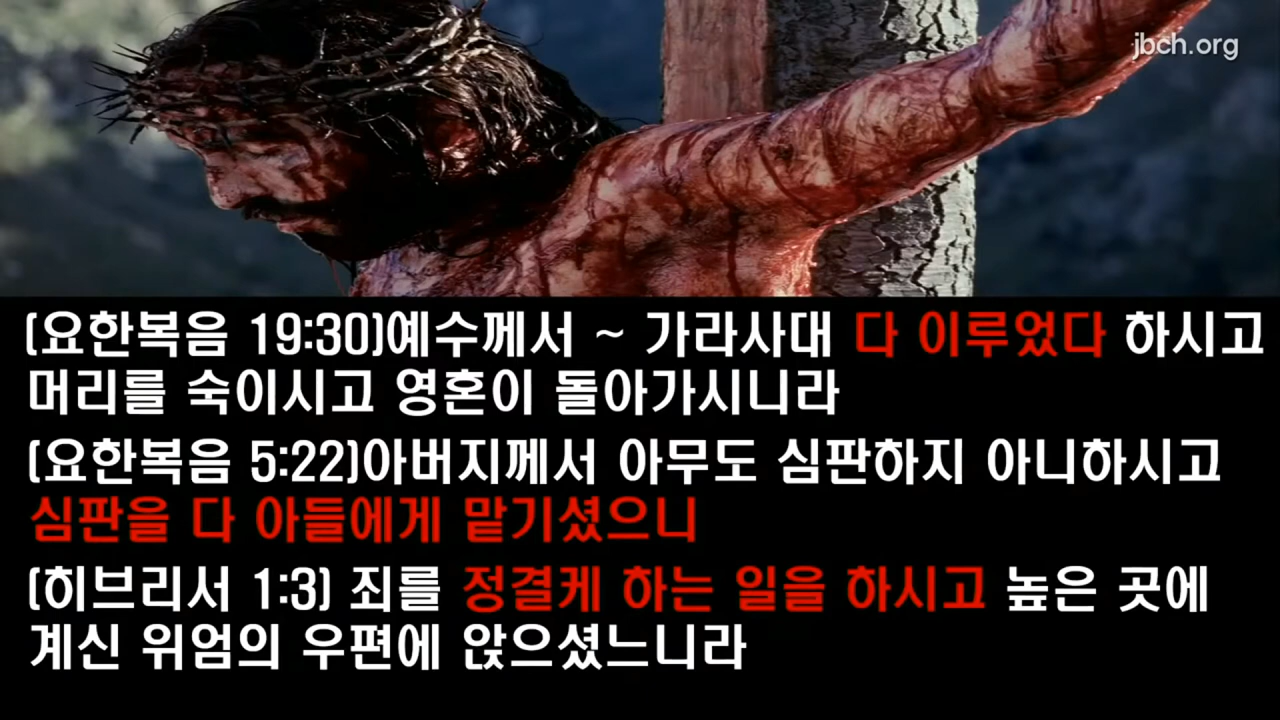 jbch.org
(요한복음 19:30)예수께서 ~ 가라사대 다 이루었다 하시고
머리를 숙이시고 영혼이 돌아가시니라
(요한복음 5:22)아버지께서 아무도 심판하지 아니하시고
심판을 다 아들에게 맡기셨으니
(히브리서 1:3) 죄를 정결케 하는 일을 하시고 높은 곳에
계신 위엄의 우편에 앉으셨느니라